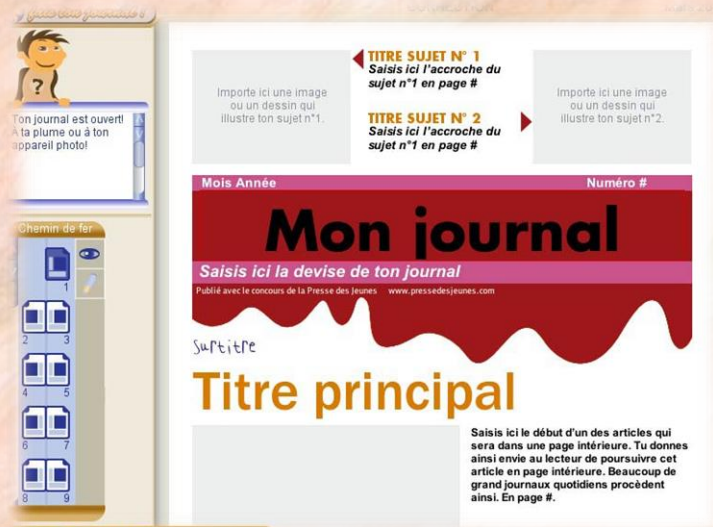 fais ton journal !
Ton journal est ouvert!
À ta plume ou à ton
appareil photo!
Chemin de fer
1
2 3
4 5
6 7
8 9
Importe ici une image
ou un dessin qui
illustre ton sujet n°1.
TITRE SUJET N° 1
Saisis ici l'accroche du
sujet n°1 en page #
TITRE SUJET N° 2
Saisis ici l'accroche du
sujet n°1 en page #
Importe ici une image
ou un dessin qui
illustre ton sujet n°2.
Mois Année Numéro #
Mon journal
Saisis ici la devise de ton journal
Publié avec le concours de la Presse des Jeunes www.pressedesjeunes.com
Surtitre
Titre principal
Saisis ici le début d'un des articles qui
sera dans une page intérieure. Tu donnes
ainsi envie au lecteur de poursuivre cet
article en page intérieure. Beaucoup de
grand journaux quotidiens procèdent
ainsi. En page #.